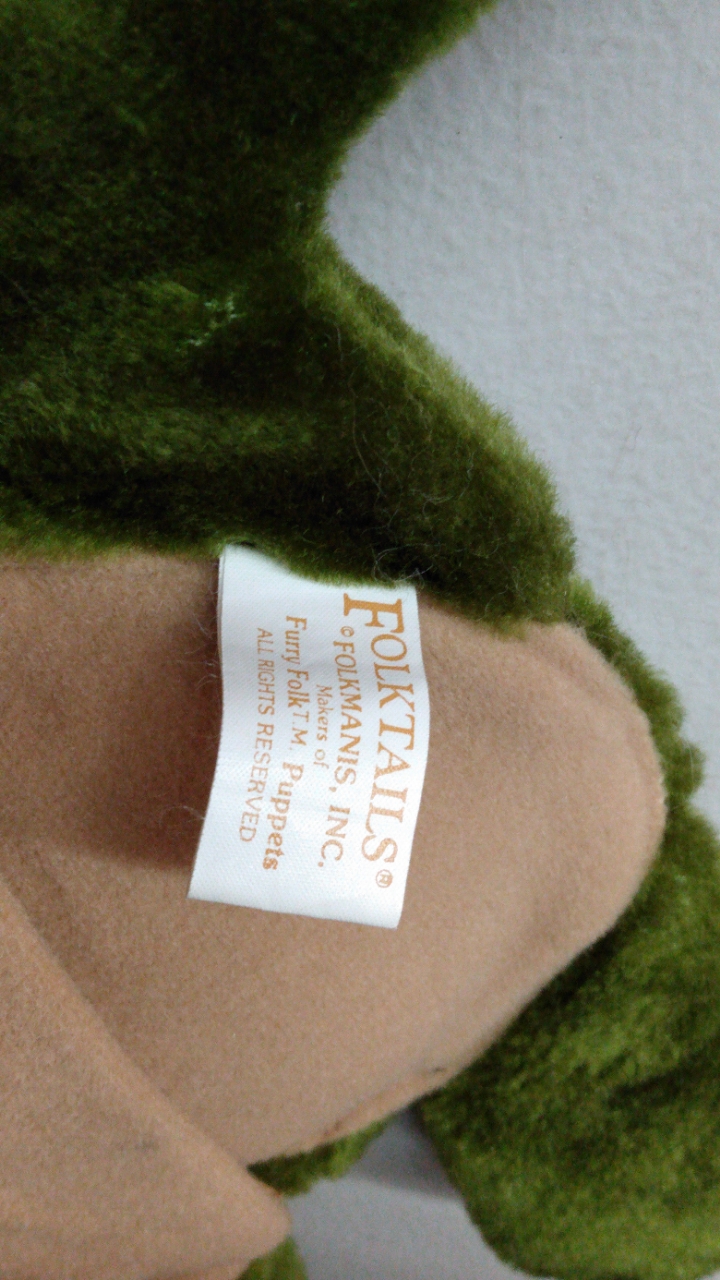 FOLKTAILS®
© FOLKMANIS, INC.
Makers of
Furry Folk T.M. Puppets
ALL RIGHTS RESERVED